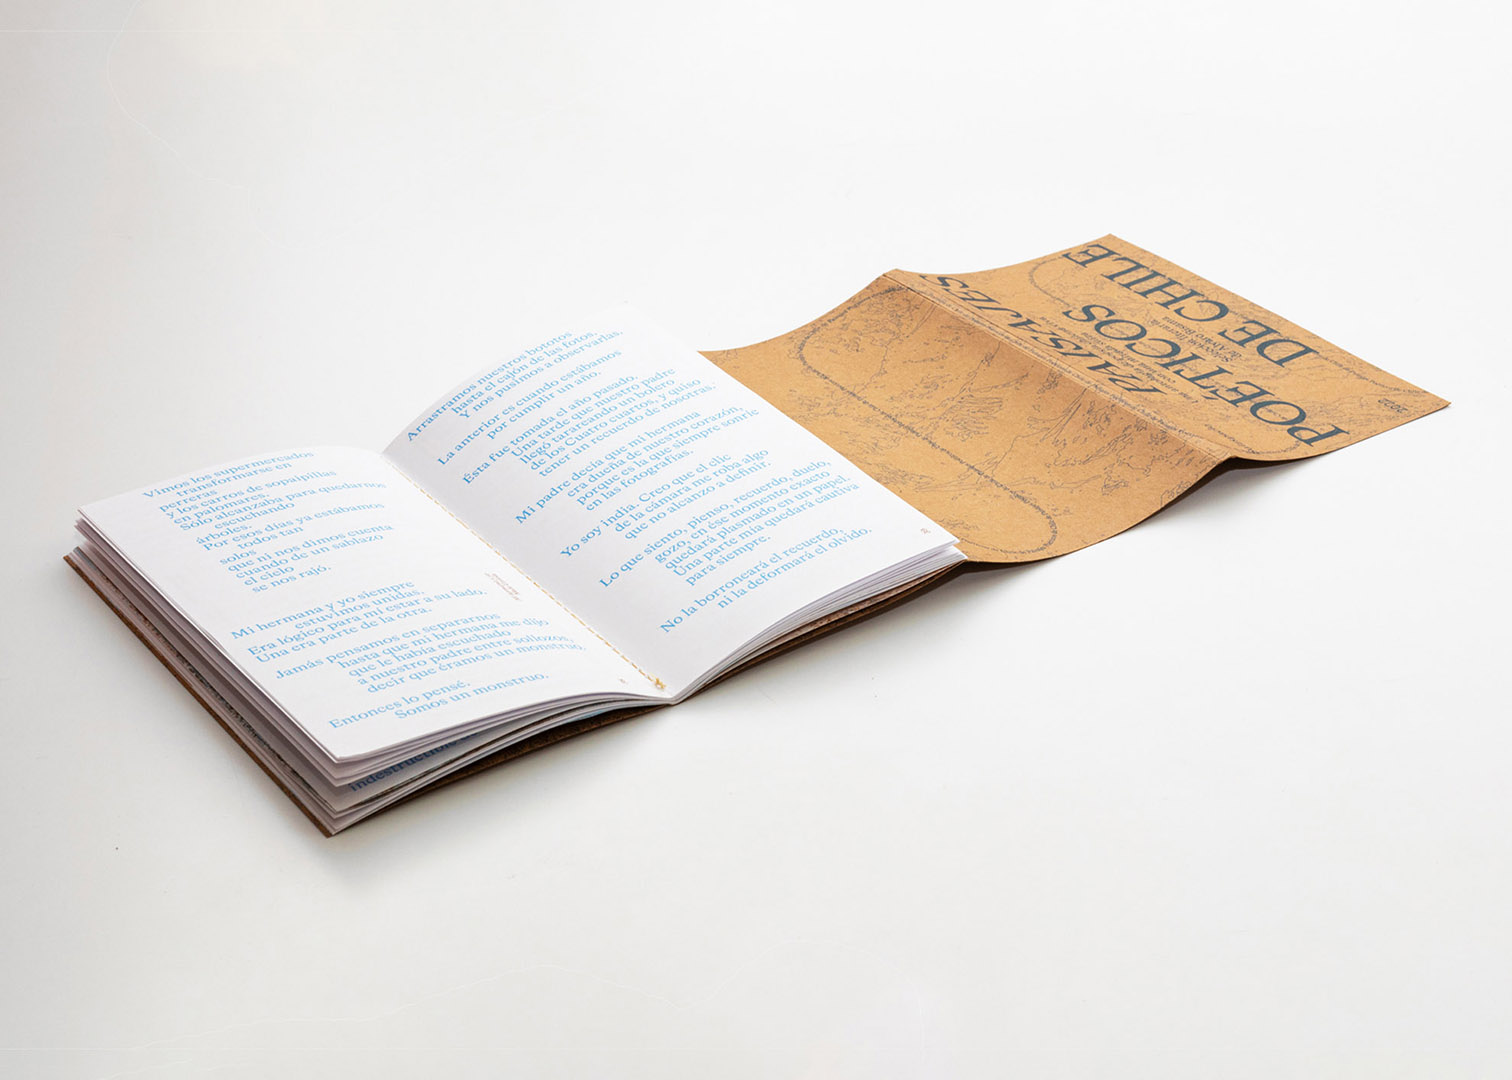 Vimos los supermercados
transformarse en
eras
y los cerros de sopaipillas
en palomares.
Solo alcanzaba para quedarnos
escuchando
árboles.
Por esos días ya estábamos
todos tan
solos
que ni nos dimos cuenta
cuando de un sablazo
el cielo
se nos rajó.
Mi hermana y yo siempre
estuvimos unidas.
Era lógico para mí estar a su lado.
Una era parte de la otra.
Jamás pensamos en separarnos
hasta que mi hermana me dijo
que le había escuchado
a nuestro padre entre sollozos,
decir que éramos un monstruo.
Entonces lo pensé.
Somos un monstruo.
indestructible
Arrastramos nuestros bototos
hasta el cajón de las fotos,
y nos pusimos a observarlas.
La anterior es cuando estábamos
por cumplir un año.
Esta fue tomada el año pasado.
Una tarde que nuestro padre
llegó tarareando un bolero
de los Cuatro cuartos, y quiso
tener un recuerdo de nosotras.
Mi padre decía que mi hermana
era dueña de nuestro corazón,
porque es la que siempre sonríe
en las fotografías.
Yo soy india. Creo que el clic
de la cámara me roba algo
que no alcanzo a definir.
Lo que siento, pienso, recuerdo, duelo,
gozo, en ese momento exacto
quedará plasmado en un papel.
Una parte mía quedará cautiva
para siempre.
No la borroneará el recuerdo,
ni la deformará el olvido.
PAISAJES
POÉTICOS
DE CHILE
Selección literaria
de Álvaro Bisama
2022